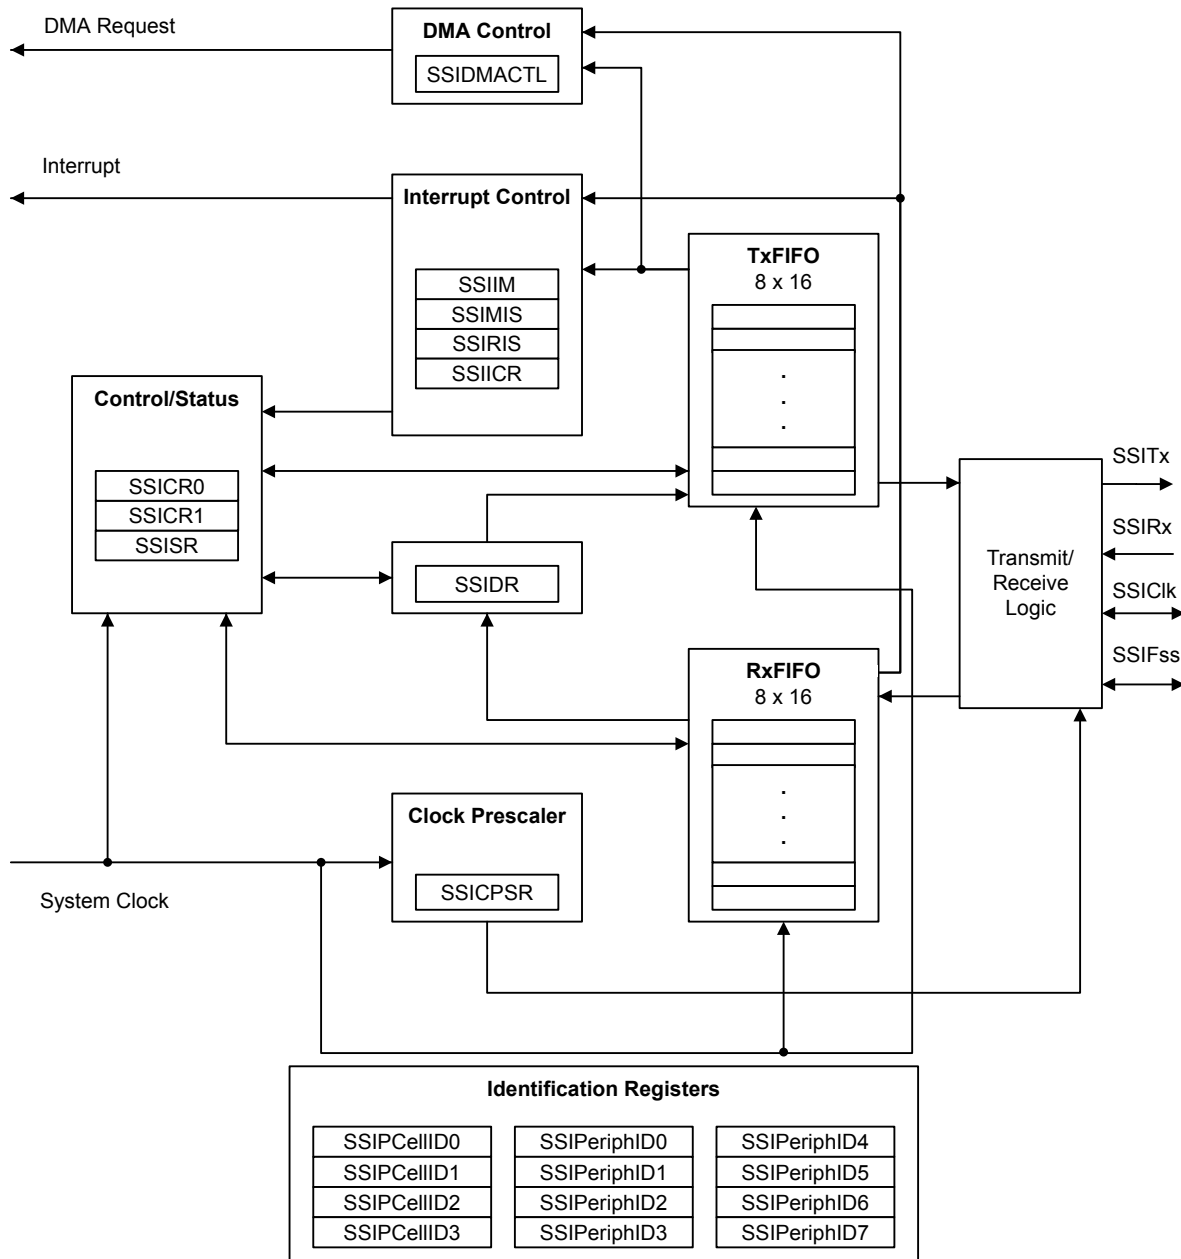 DMA Request
DMA Control
SSIDMACTL
Interrupt
Interrupt Control
SSIIM
SSIMIS
SSIRIS
SSIICR
TxFIFO
8 x 16
.
.
.
Control/Status
SSICR0
SSICR1
SSISR
SSIDR
Transmit/
Receive
Logic
SSITx
SSIRx
SSIClk
SSIFss
RxFIFO
8 x 16
.
.
.
Clock Prescaler
SSICPSR
System Clock
Identification Registers
SSIPCellID0
SSIPCellID1
SSIPCellID2
SSIPCellID3
SSIPeriphID0
SSIPeriphID1
SSIPeriphID2
SSIPeriphID3
SSIPeriphID4
SSIPeriphID5
SSIPeriphID6
SSIPeriphID7